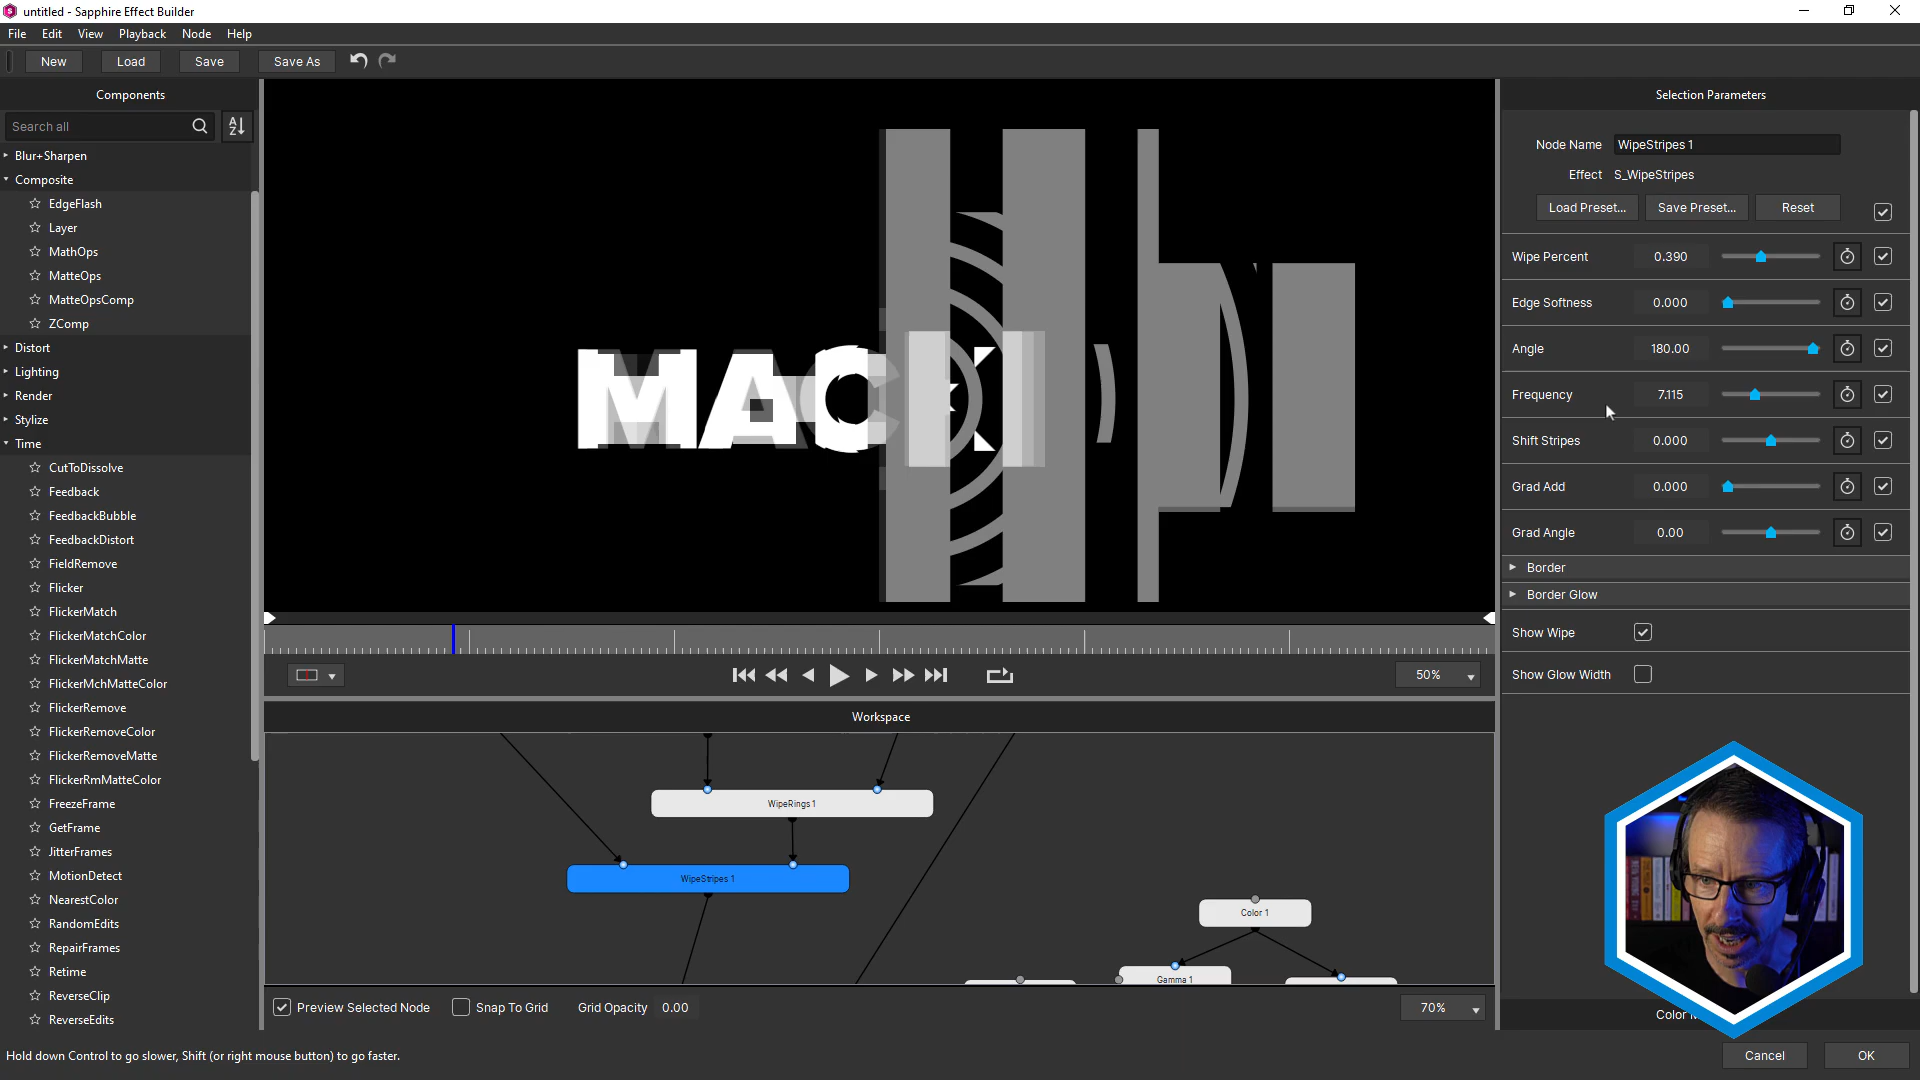 untitled - Sapphire Effect Builder
File Edit View Playback Node Help
New Load Save Save As
Components
Search all
Blur+Sharpen
Composite
EdgeFlash
Layer
MathOps
MatteOps
MatteOpsComp
ZComp
Distort
Lighting
Render
Stylize
Time
CutToDissolve
Feedback
FeedbackBubble
FeedbackDistort
FieldRemove
Flicker
FlickerMatch
FlickerMatchColor
FlickerMatchMatte
FlickerMchMatteColor
FlickerRemove
FlickerRemoveColor
FlickerRemoveMatte
FlickerRmMatteColor
FreezeFrame
GetFrame
JitterFrames
MotionDetect
NearestColor
RandomEdits
RepairFrames
Retime
ReverseClip
ReverseEdits
MAC
50%
Workspace
WipeRings 1
WipeStripes 1
Color 1
Gamma 1
Preview Selected Node Snap To Grid Grid Opacity 0.00 70%
Selection Parameters
Node Name WipeStripes 1
Effect S_WipeStripes
Load Preset... Save Preset... Reset
Wipe Percent 0.390
Edge Softness 0.000
Angle 180.00
Frequency 7.115
Shift Stripes 0.000
Grad Add 0.000
Grad Angle 0.00
Border
Border Glow
Show Wipe
Show Glow Width
Color
Hold down Control to go slower, Shift (or right mouse button) to go faster.
Cancel OK